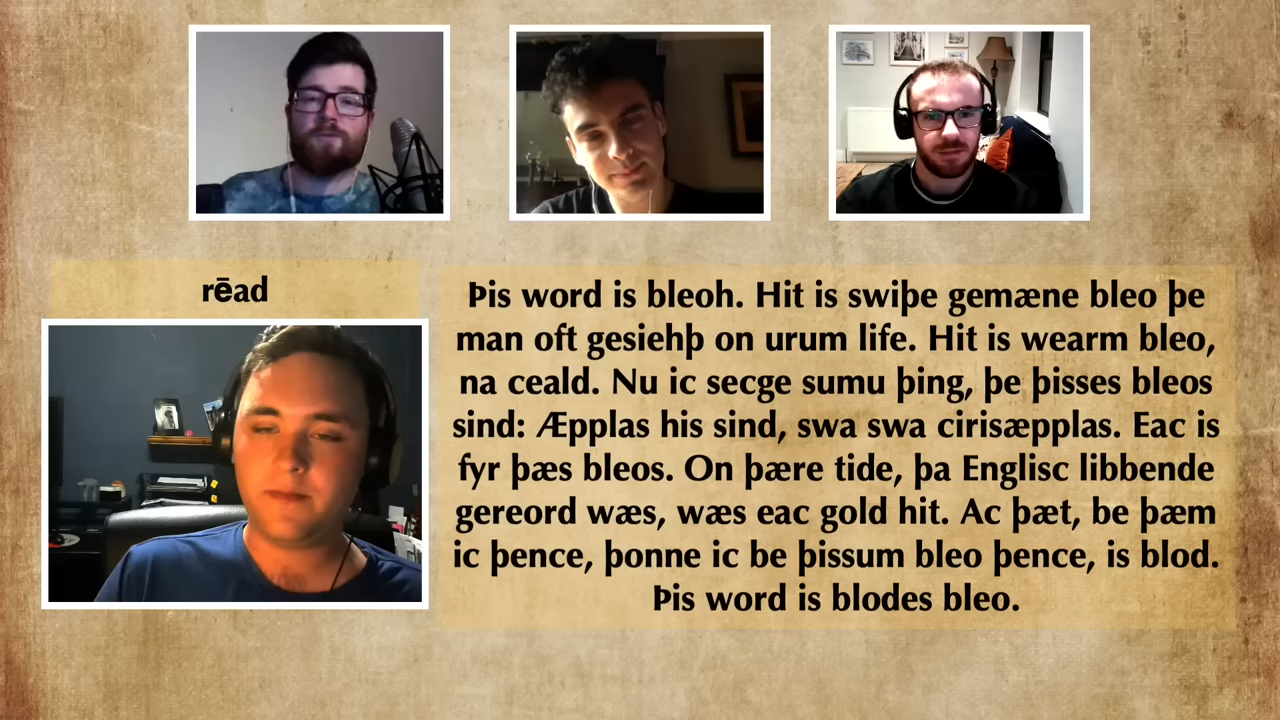 rēad
Þis word is bleoh. Hit is swiþe gemæne bleo þe
man oft gesiehþ on urum life. Hit is wearm bleo,
na ceald. Nu ic secge sumu þing, þe þisses bleos
sind: Æpplas his sind, swa swa cirisæpplas. Eac is
fyr þæs bleos. On þære tide, þa Englisc libbende
gereord wæs, wæs eac gold hit. Ac þæt, be þæm
ic þence, þonne ic be þissum bleo þence, is blod.
Þis word is blodes bleo.